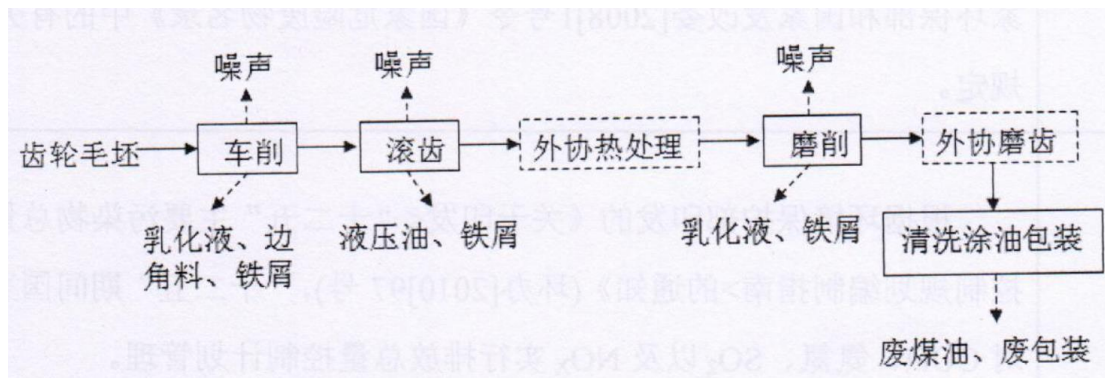 噪声
噪声
噪声
齿轮毛坯
车削
滚齿
外协热处理
磨削
外协磨齿
乳化液、边
角料、铁屑
液压油、铁屑
乳化液、铁屑
清洗涂油包装
废煤油、废包装